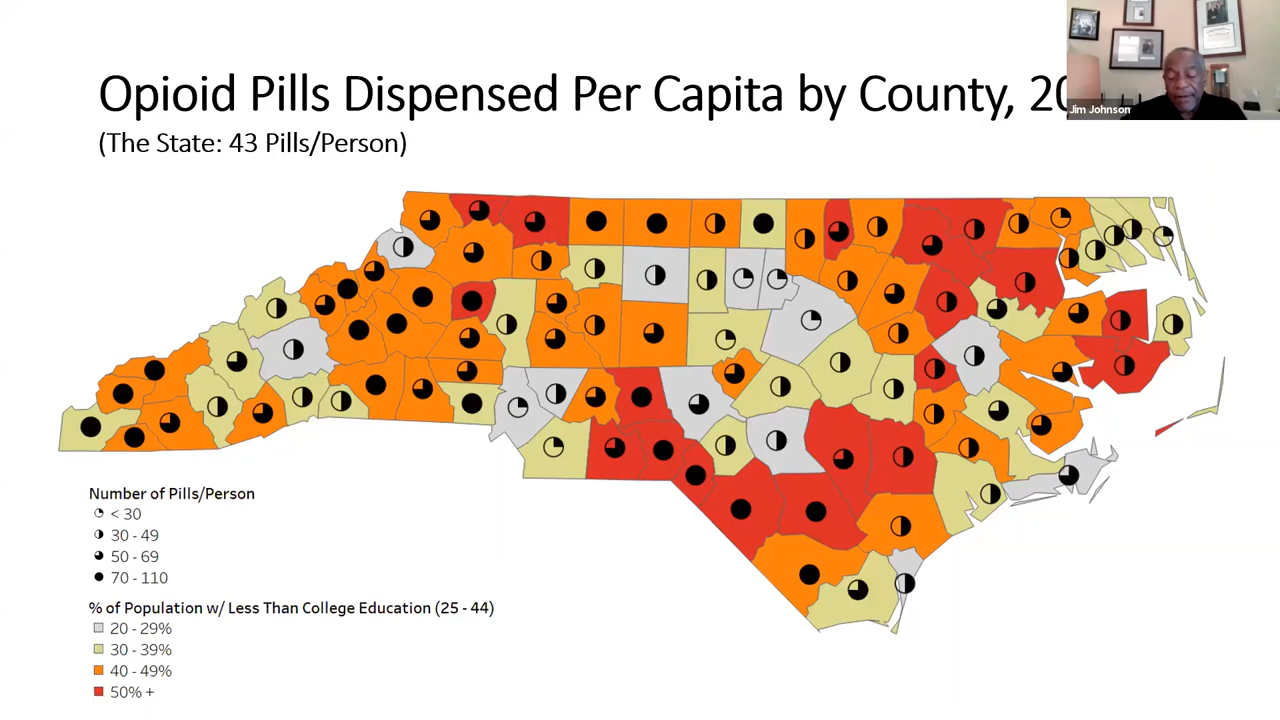 Opioid Pills Dispensed Per Capita by County, 20
(The State: 43 Pills/Person)
Jim Johnson
Number of Pills/Person
< 30
30 - 49
50 - 69
70 - 110
% of Population w/ Less Than College Education (25 - 44)
20 - 29%
30 - 39%
40 - 49%
50% +